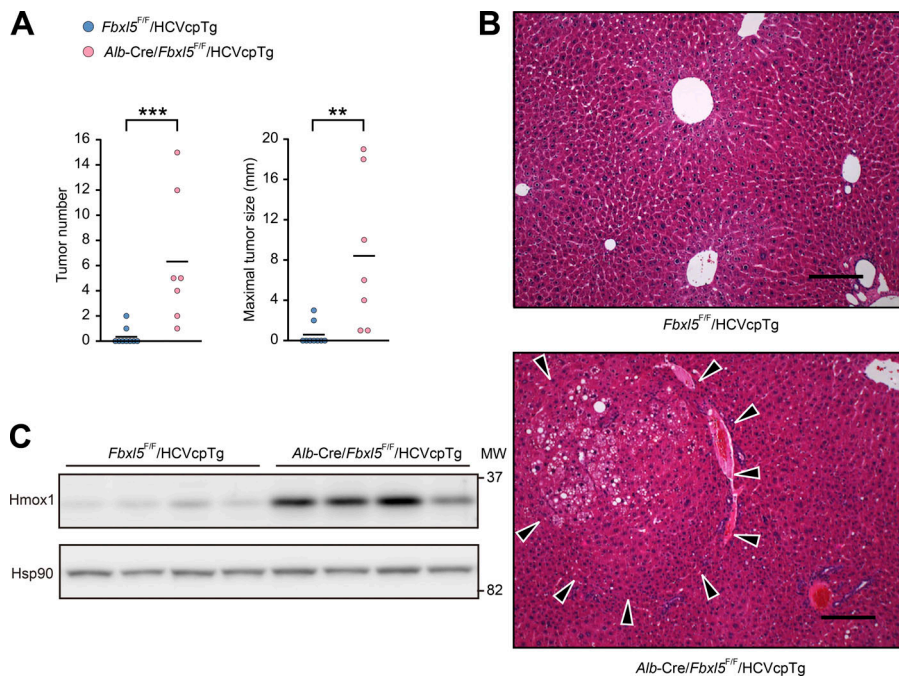 A
Fbxl5F/F/HCVcpTg
Alb-Cre/Fbxl5F/F/HCVcpTg
***
Tumor number
16
14
12
10
8
6
4
2
0
**
Maximal tumor size (mm)
20
16
12
8
4
0
B
Fbxl5F/F/HCVcpTg
Alb-Cre/Fbxl5F/F/HCVcpTg
C
Fbxl5F/F/HCVcpTg
Alb-Cre/Fbxl5F/F/HCVcpTg
MW
Hmox1
37
Hsp90
82